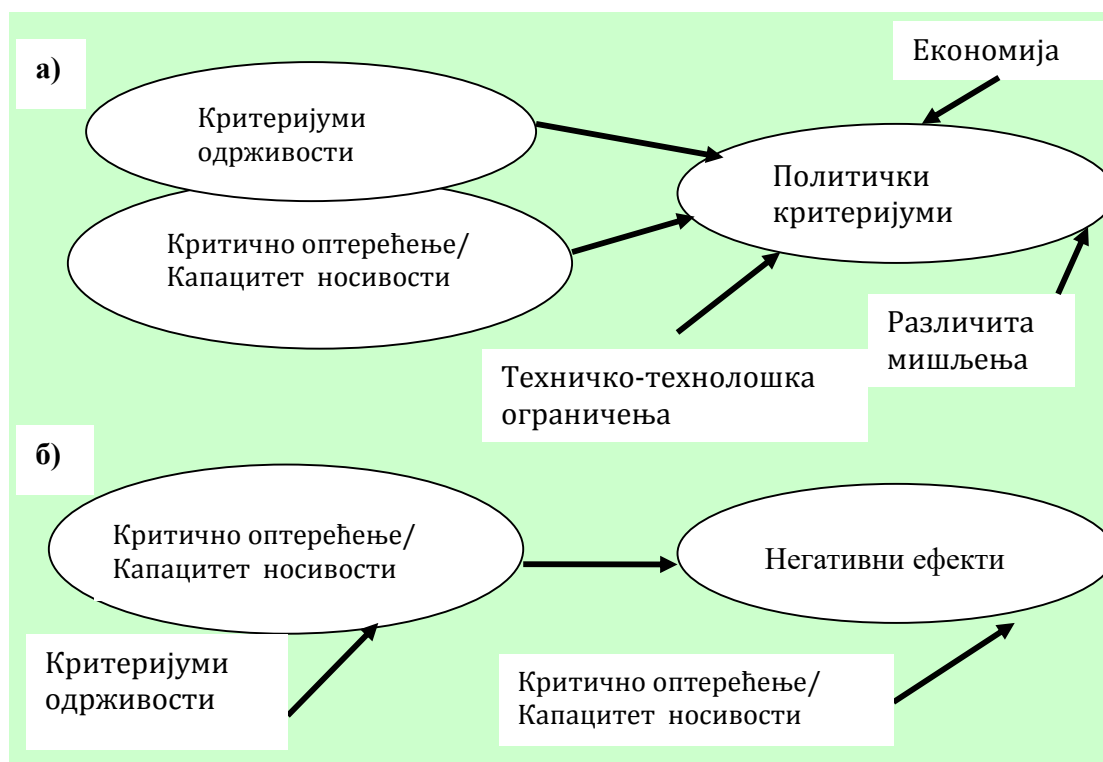 а)
Економија
Критеријуми
одрживости
Политички
критеријуми
Критично оптерећење/
Капацитет носивости
Различита
мишљења
Техничко-технолошка
ограничења
б)
Критично оптерећење/
Капацитет носивости
Негативни ефекти
Критеријуми
одрживости
Критично оптерећење/
Капацитет носивости